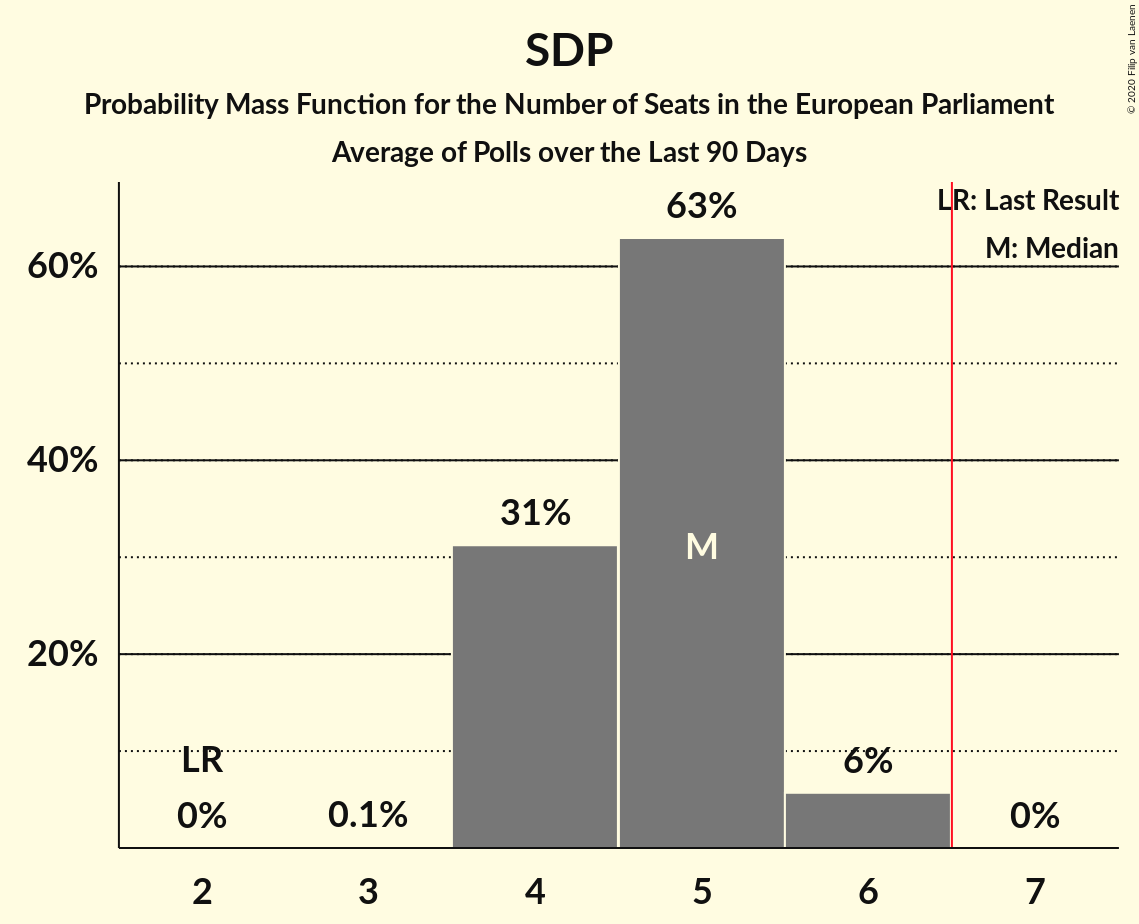 SDP
Probability Mass Function for the Number of Seats in the European Parliament
Average of Polls over the Last 90 Days
© 2020 Filip van Laenen
LR: Last Result
M: Median
63%
60%
40%
31%
M
20%
LR
6%
0%
0.1%
0%
2
3
4
5
6
7